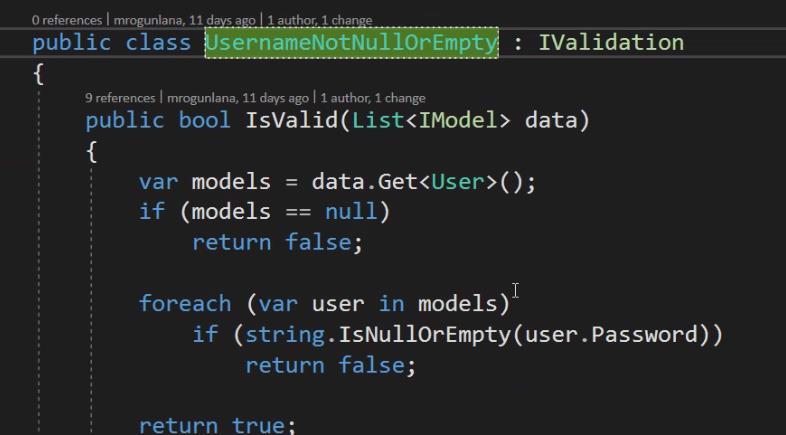 0 references | mrogunlana, 11 days ago | 1 author, 1 change
public class UsernameNotNullOrEmpty : IValidation
{
9 references | mrogunlana, 11 days ago | 1 author, 1 change
public bool IsValid(List<IModel> data)
{
var models = data.Get<User>();
if (models == null)
return false;
foreach (var user in models)
if (string.IsNullOrEmpty(user.Password))
return false;
return true;